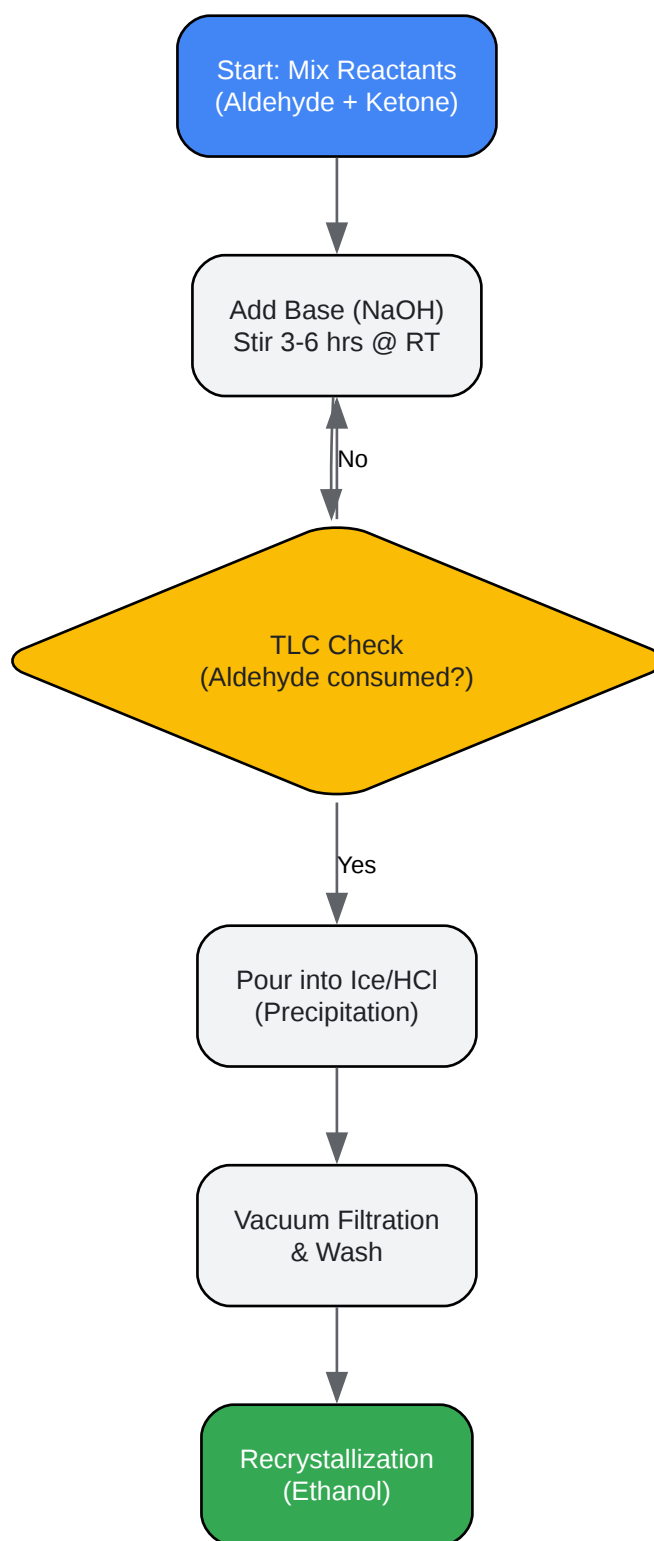 Start: Mix Reactants
(Aldehyde + Ketone)
Add Base (NaOH)
Stir 3-6 hrs @ RT
No
TLC Check
(Aldehyde consumed?)
Yes
Pour into Ice/HCl
(Precipitation)
Vacuum Filtration
& Wash
Recrystallization
(Ethanol)